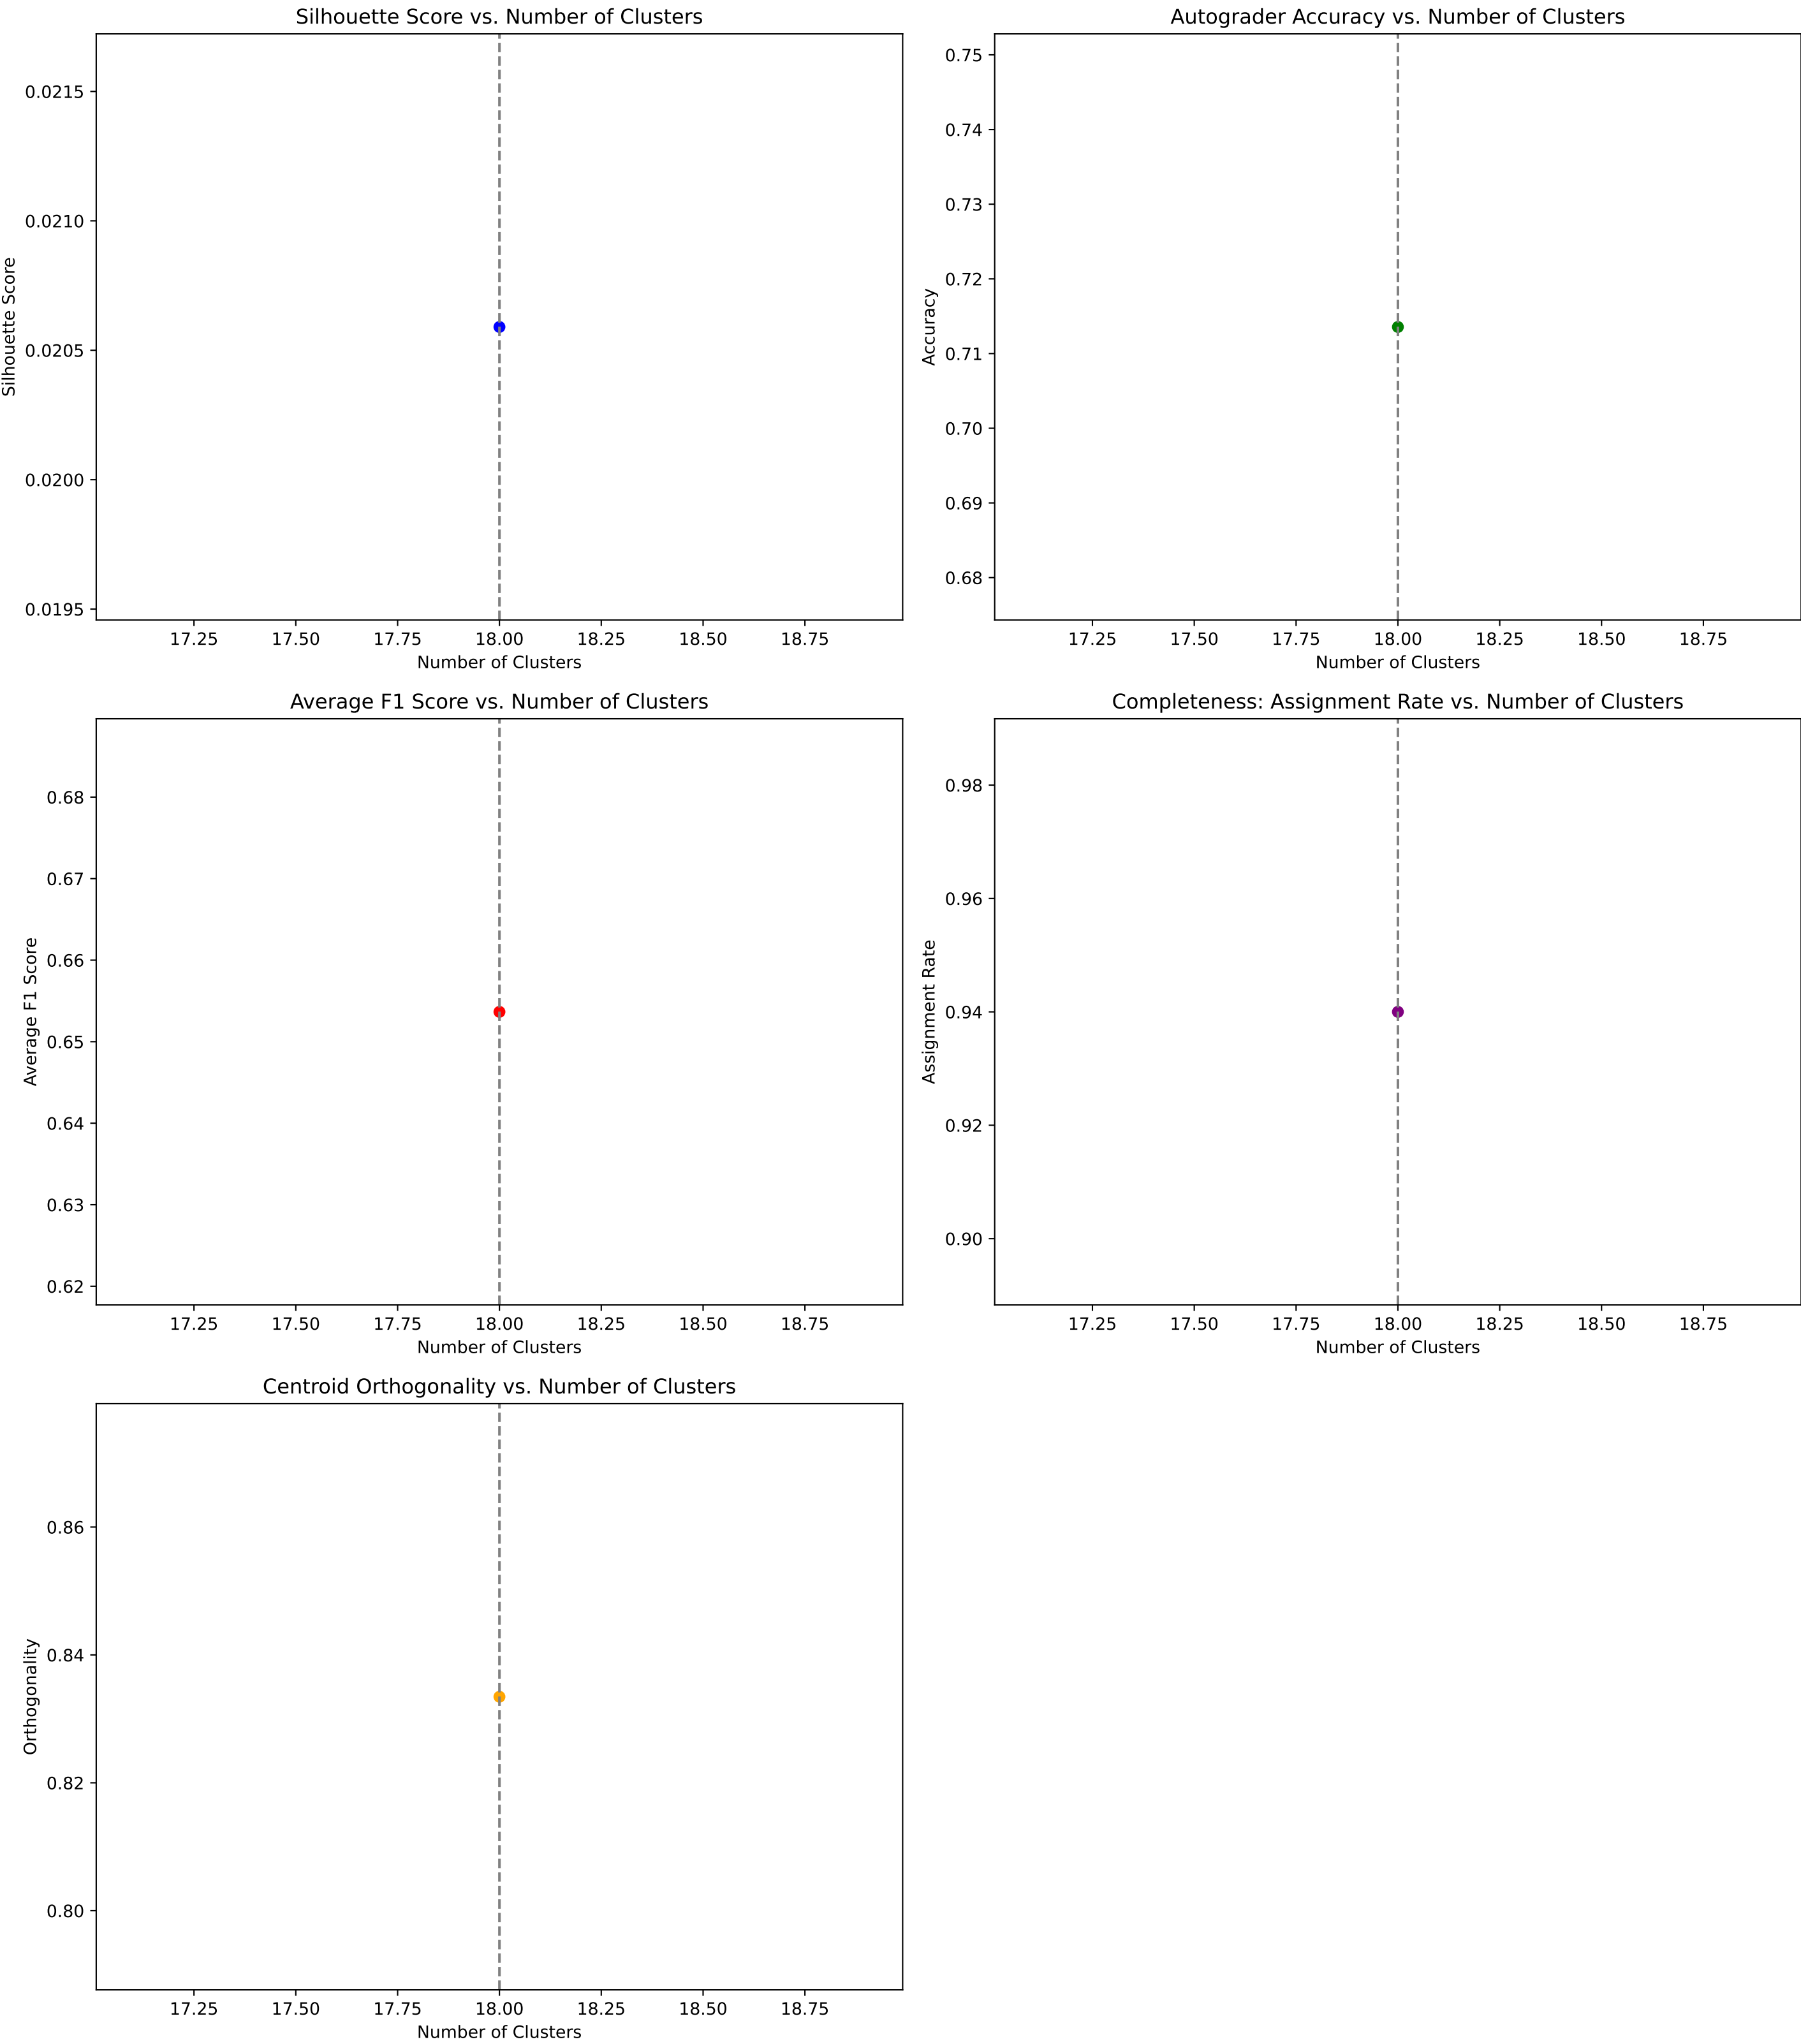 Silhouette Score vs. Number of Clusters
Silhouette Score
0.0215
0.0210
0.0205
0.0200
0.0195
17.25 17.50 17.75 18.00 18.25 18.50 18.75
Number of Clusters
Autograder Accuracy vs. Number of Clusters
Accuracy
0.75
0.74
0.73
0.72
0.71
0.70
0.69
0.68
17.25 17.50 17.75 18.00 18.25 18.50 18.75
Number of Clusters
Average F1 Score vs. Number of Clusters
Average F1 Score
0.68
0.67
0.66
0.65
0.64
0.63
0.62
17.25 17.50 17.75 18.00 18.25 18.50 18.75
Number of Clusters
Completeness: Assignment Rate vs. Number of Clusters
Assignment Rate
0.98
0.96
0.94
0.92
0.90
17.25 17.50 17.75 18.00 18.25 18.50 18.75
Number of Clusters
Centroid Orthogonality vs. Number of Clusters
Orthogonality
0.86
0.84
0.82
0.80
17.25 17.50 17.75 18.00 18.25 18.50 18.75
Number of Clusters